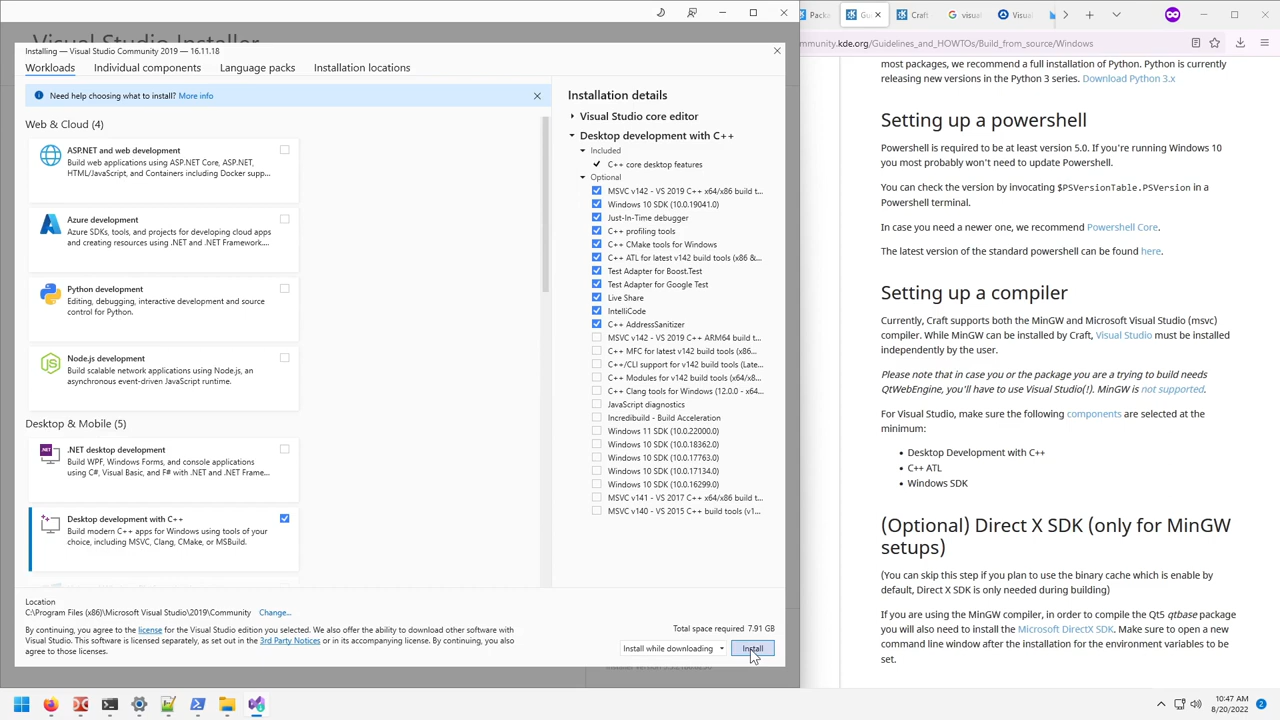 Visual Studio Installer
Installing — Visual Studio Community 2019 — 16.11.18
Workloads
Individual components
Language packs
Installation locations
Need help choosing what to install? More info
Web & Cloud (4)
ASP.NET and web development
Build web applications using ASP.NET Core, ASP.NET,
HTML/JavaScript, and Containers including Docker supp...
Azure development
Azure SDKs, tools, and projects for developing cloud apps
and creating resources using .NET and .NET Framework....
Python development
Editing, debugging, interactive development and source
control for Python.
Node.js development
Build scalable network applications using Node.js, an
asynchronous event-driven JavaScript runtime.
Desktop & Mobile (5)
.NET desktop development
Build WPF, Windows Forms, and console applications
using C#, Visual Basic, and F# with .NET and .NET Frame...
Desktop development with C++
Build modern C++ apps for Windows using tools of your
choice, including MSVC, Clang, CMake, or MSBuild.
Location
C:\Program Files (x86)\Microsoft Visual Studio\2019\Community Change...
By continuing, you agree to the license for the Visual Studio edition you selected. We also offer the ability to download other software with
Visual Studio. This software is licensed separately, as set out in the 3rd Party Notices or in its accompanying license. By continuing, you also
agree to those licenses.
Installation details
Visual Studio core editor
Desktop development with C++
Included
C++ core desktop features
Optional
MSVC v142 - VS 2019 C++ x64/x86 build t...
Windows 10 SDK (10.0.19041.0)
Just-In-Time debugger
C++ profiling tools
C++ CMake tools for Windows
C++ ATL for latest v142 build tools (x86 &...
Test Adapter for Boost.Test
Test Adapter for Google Test
Live Share
IntelliCode
C++ AddressSanitizer
MSVC v142 - VS 2019 C++ ARM64 build t...
C++ MFC for latest v142 build tools (x86...
C++/CLI support for v142 build tools (Late...
C++ Modules for v142 build tools (x64/x8...
C++ Clang tools for Windows (12.0.0 - x64...
JavaScript diagnostics
Incredibuild - Build Acceleration
Windows 11 SDK (10.0.22000.0)
Windows 10 SDK (10.0.18362.0)
Windows 10 SDK (10.0.17763.0)
Windows 10 SDK (10.0.17134.0)
Windows 10 SDK (10.0.16299.0)
MSVC v141 - VS 2017 C++ x64/x86 build t...
MSVC v140 - VS 2015 C++ build tools (v1...
Total space required 7.91 GB
Install while downloading
Install
Packa
Gui
Craft
visual
Visual
mmunity.kde.org/Guidelines_and_HOWTOs/Build_from_source/Windows
most packages, we recommend a full installation of Python. Python is currently
releasing new versions in the Python 3 series. Download Python 3.x
Setting up a powershell
Powershell is required to be at least version 5.0. If you're running Windows 10
you most probably won't need to update Powershell.
You can check the version by invocating $PSVersionTable.PSVersion in a
Powershell terminal.
In case you need a newer one, we recommend Powershell Core.
The latest version of the standard powershell can be found here.
Setting up a compiler
Currently, Craft supports both the MinGW and Microsoft Visual Studio (msvc)
compiler. While MinGW can be installed by Craft, Visual Studio must be installed
independently by the user.
Please note that in case you or the package you are a trying to build needs
QtWebEngine, you'll have to use Visual Studio(!). MinGW is not supported.
For Visual Studio, make sure the following components are selected at the
minimum:
Desktop Development with C++
C++ ATL
Windows SDK
(Optional) Direct X SDK (only for MinGW
setups)
(You can skip this step if you plan to use the binary cache which is enable by
default, Direct X SDK is only needed during building)
If you are using the MinGW compiler, in order to compile the Qt5 qtbase package
you will also need to install the Microsoft DirectX SDK. Make sure to open a new
command line window after the installation for the environment variables to be
set.
10:47 AM
8/20/2022
2